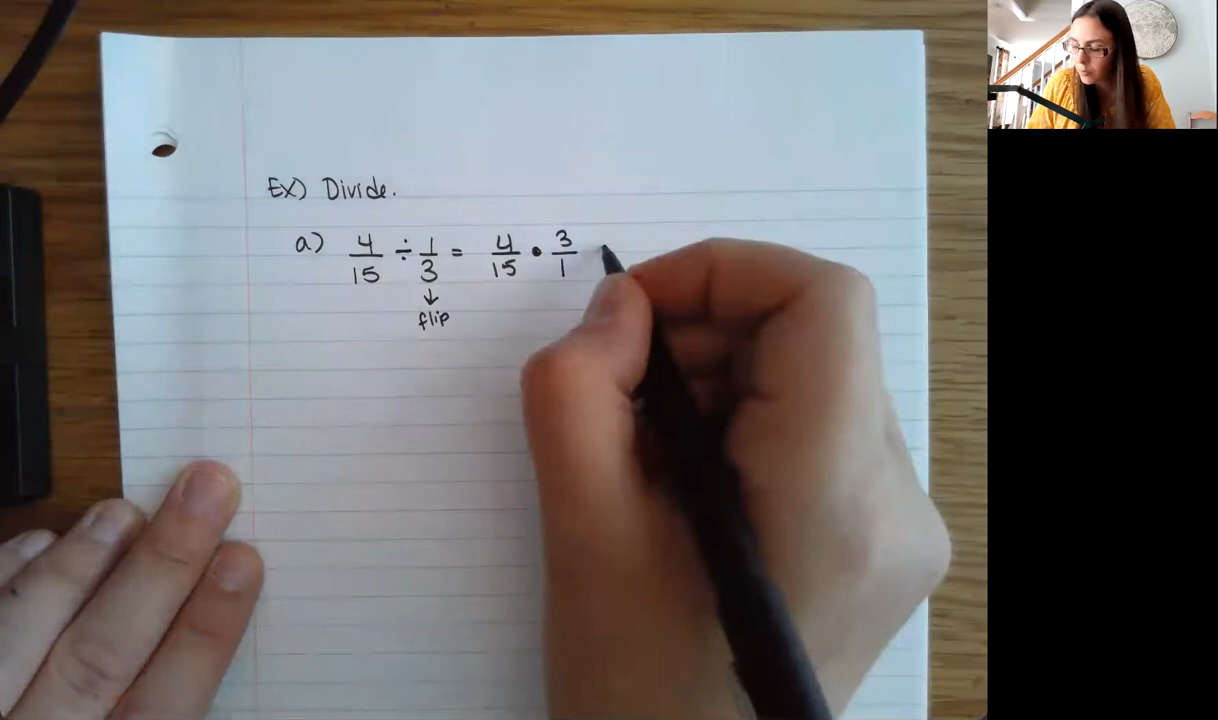 Ex) Divide.
a) 4/15 ÷ 1/3 = 4/15 • 3/1
↓
flip